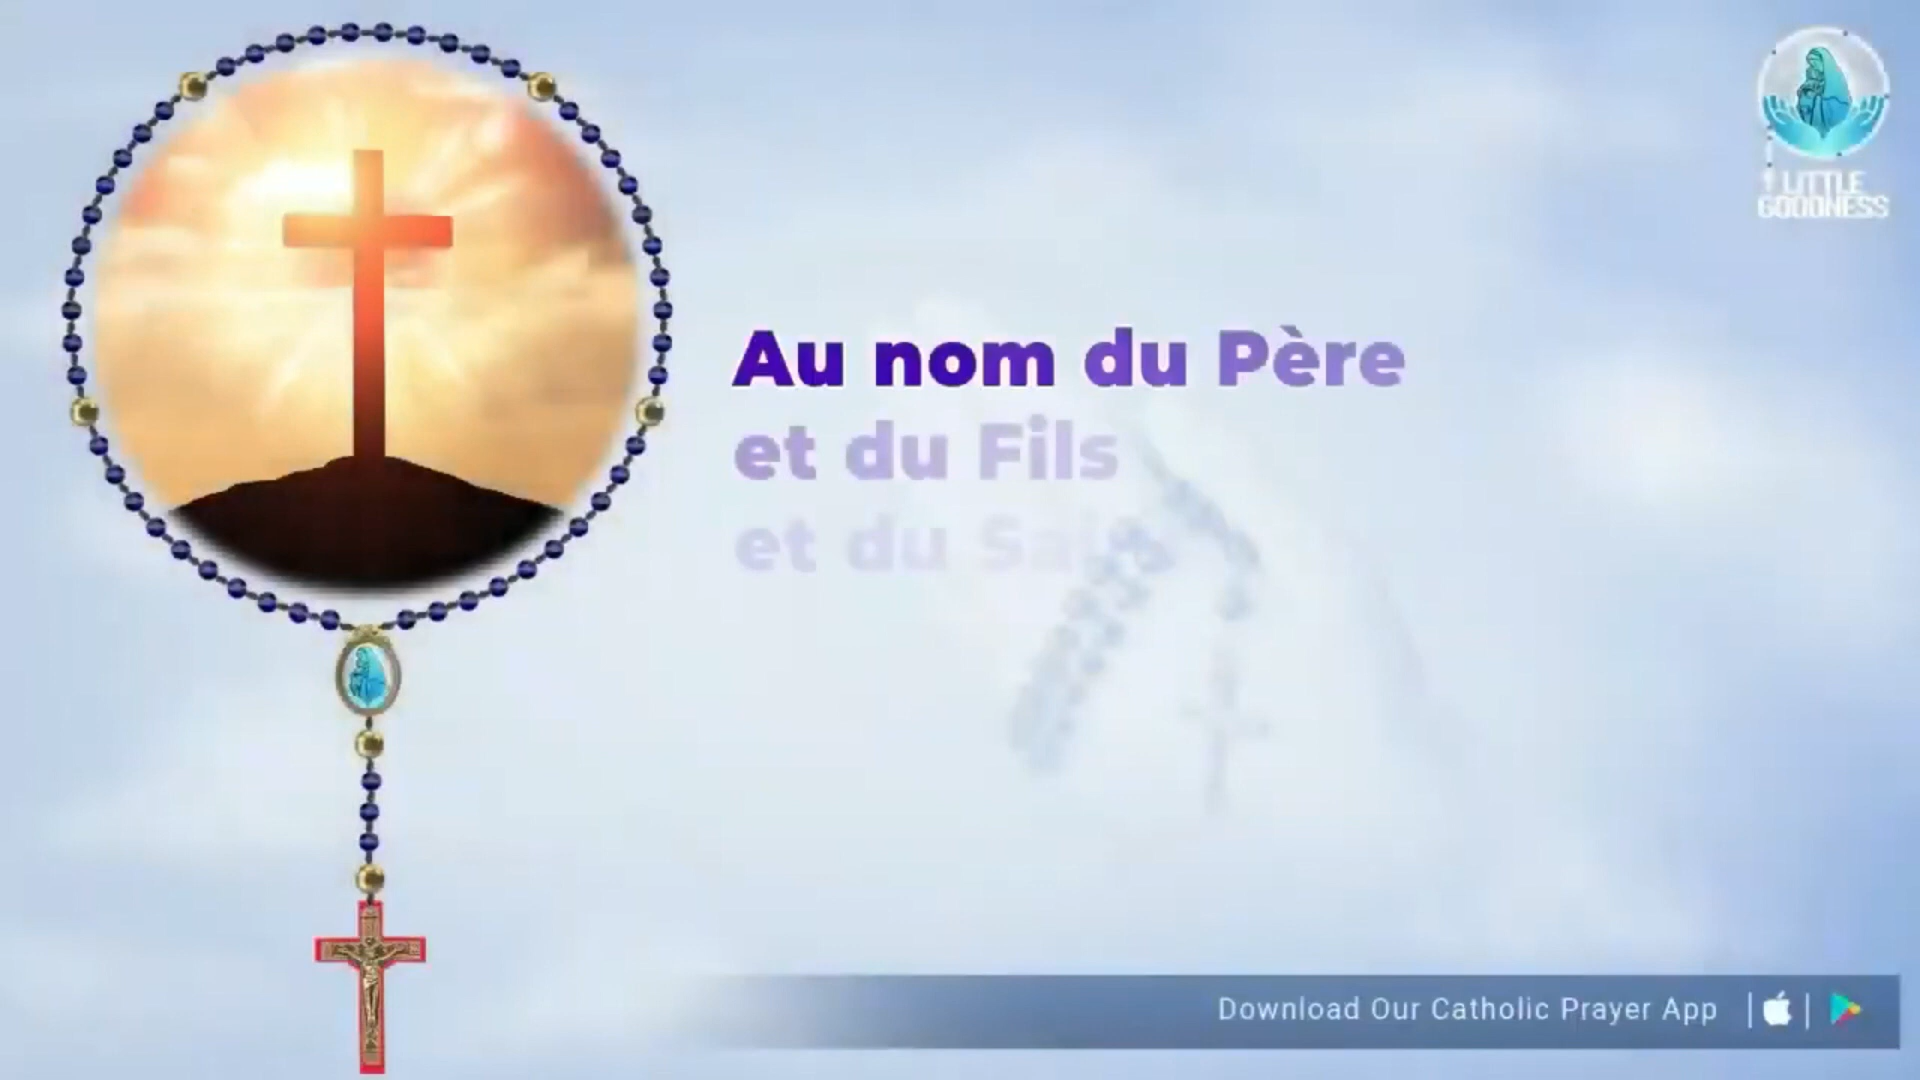 Au nom du Père
et du Fils
et du
LITTLE
GOODNESS
Download Our Catholic Prayer App